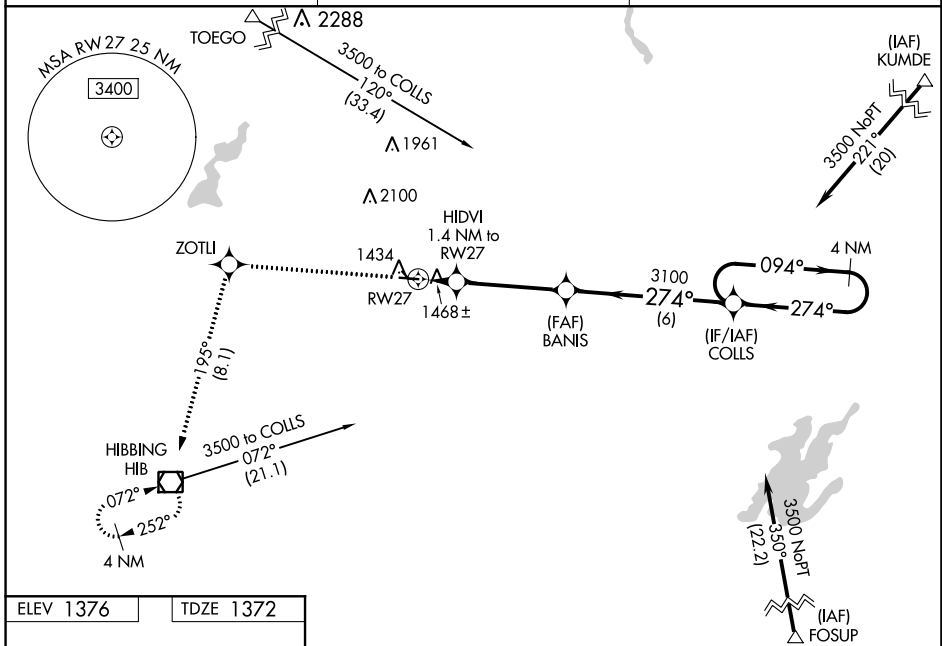 TOEGO
2288
3500 to COLLS
120°
(33.4)
MSA RW27 25 NM
3400
(IAF)
KUMDE
3500 NoPT
221°
(20)
1961
2100
HIDVI
1.4 NM to
RW27
ZOTLI
1434
RW27
1468±
(FAF)
BANIS
3100
274°
(6)
(IF/IAF)
COLLS
094°
4 NM
274°
195°
(8.1)
HIBBING
HIB
3500 to COLLS
072°
(21.1)
072°
252°
4 NM
3500 NoPT
350°
(22.2)
(IAF)
FOSUP
ELEV 1376
TDZE 1372